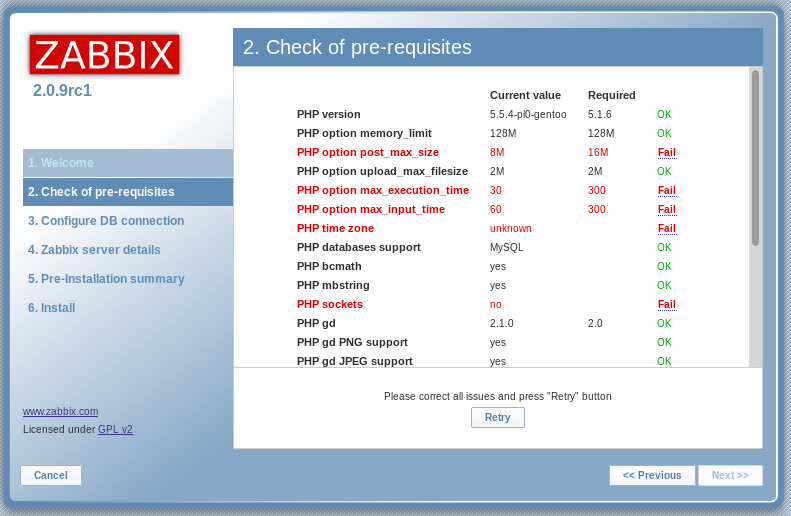 ZABBIX
2.0.9rc1
1. Welcome
2. Check of pre-requisites
3. Configure DB connection
4. Zabbix server details
5. Pre-Installation summary
6. Install
www.zabbix.com
Licensed under GPL v2
2. Check of pre-requisites
Current value Required
PHP version 5.5.4-pl0-gentoo 5.1.6 OK
PHP option memory_limit 128M 128M OK
PHP option post_max_size 8M 16M Fail
PHP option upload_max_filesize 2M 2M OK
PHP option max_execution_time 30 300 Fail
PHP option max_input_time 60 300 Fail
PHP time zone unknown Fail
PHP databases support MySQL OK
PHP bcmath yes OK
PHP mbstring yes OK
PHP sockets no Fail
PHP gd 2.1.0 2.0 OK
PHP gd PNG support yes OK
PHP gd JPEG support yes OK
Please correct all issues and press "Retry" button
Retry
Cancel << Previous Next >>